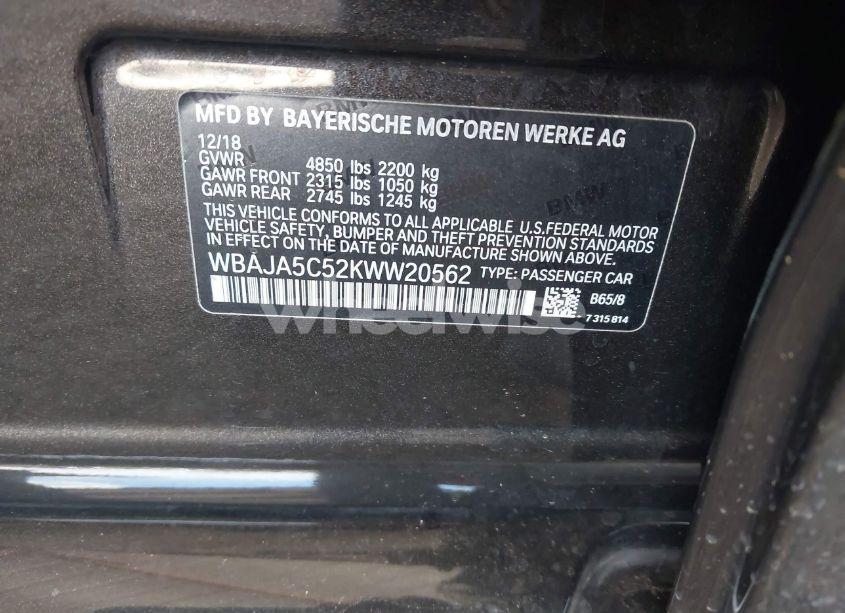 MFD BY BAYERISCHE MOTOREN WERKE AG
12/18
GVWR 4850 lbs 2200 kg
GAWR FRONT 2315 lbs 1050 kg
GAWR REAR 2745 lbs 1245 kg
THIS VEHICLE CONFORMS TO ALL APPLICABLE U.S.FEDERAL MOTOR
VEHICLE SAFETY, BUMPER AND THEFT PREVENTION STANDARDS
IN EFFECT ON THE DATE OF MANUFACTURE SHOWN ABOVE.
WBAJA5C52KWW20562 TYPE: PASSENGER CAR
B65/8
7 315 814
wheelwise
BMW
BMW